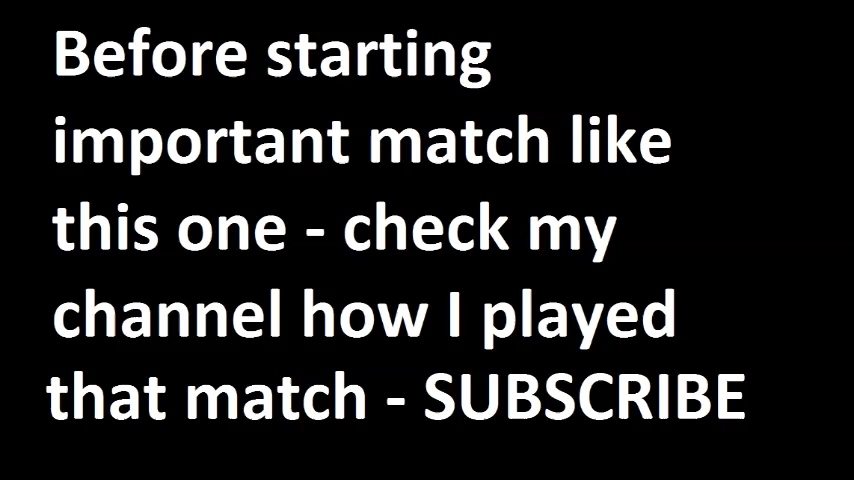 Before starting
important match like
this one - check my
channel how I played
that match - SUBSCRIBE